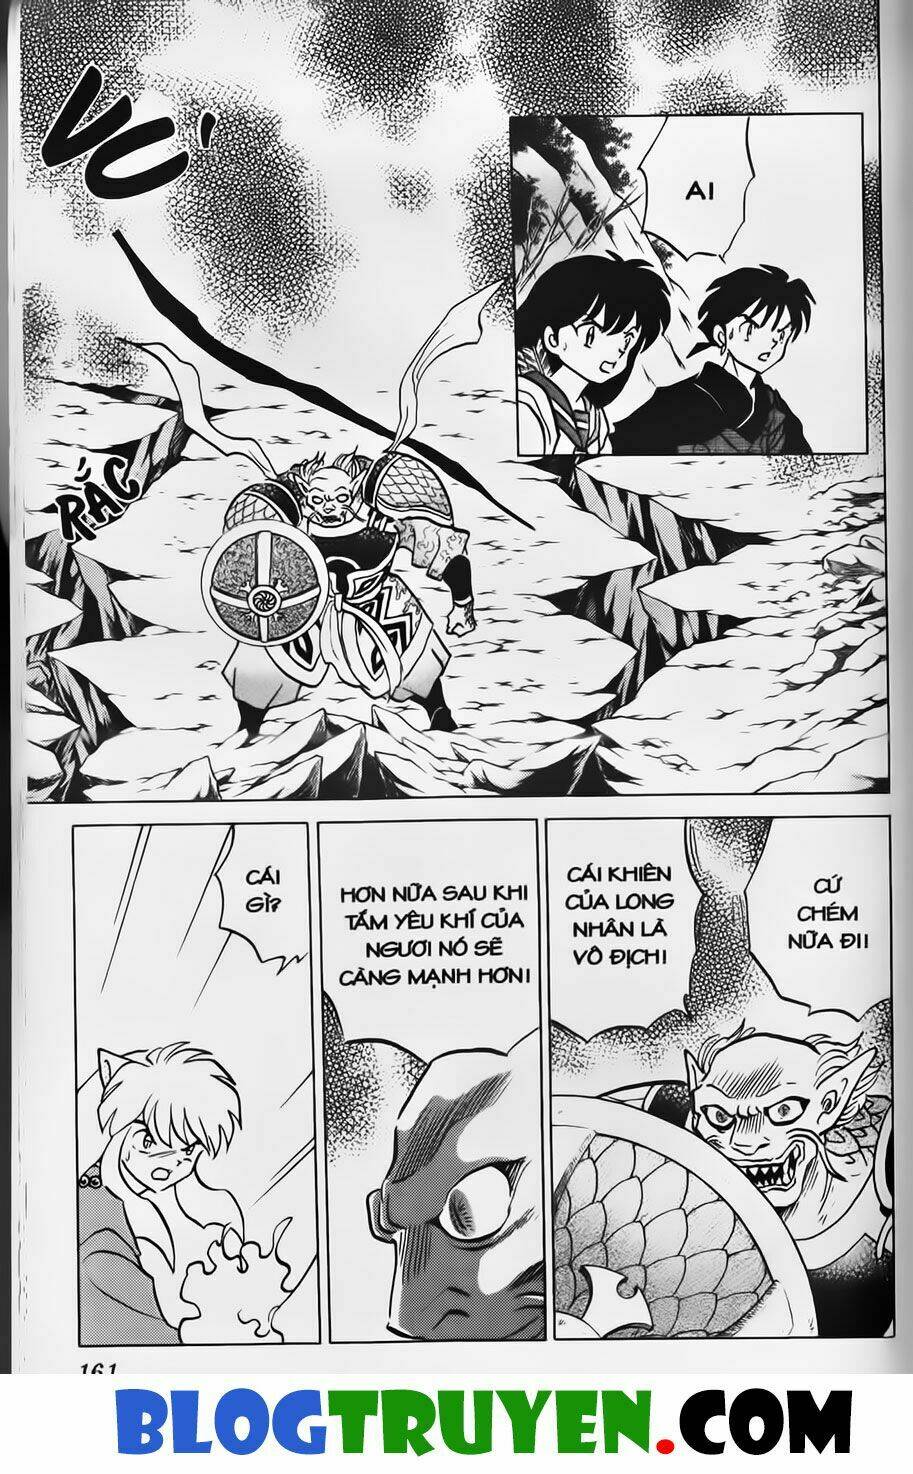 AI
VÚ
RẮC
CỨ
CHÉM
NỮA ĐI!
CÁI KHIÊN
CỦA LONG
NHÂN LÀ
VÔ ĐỊCH!
HƠN NỮA SAU KHI
TẮM YÊU KHÍ CỦA
NGƯƠI NÓ SẼ
CÀNG MẠNH HƠN!
CÁI
GÌ?
161
BLOGTRUYEN.COM